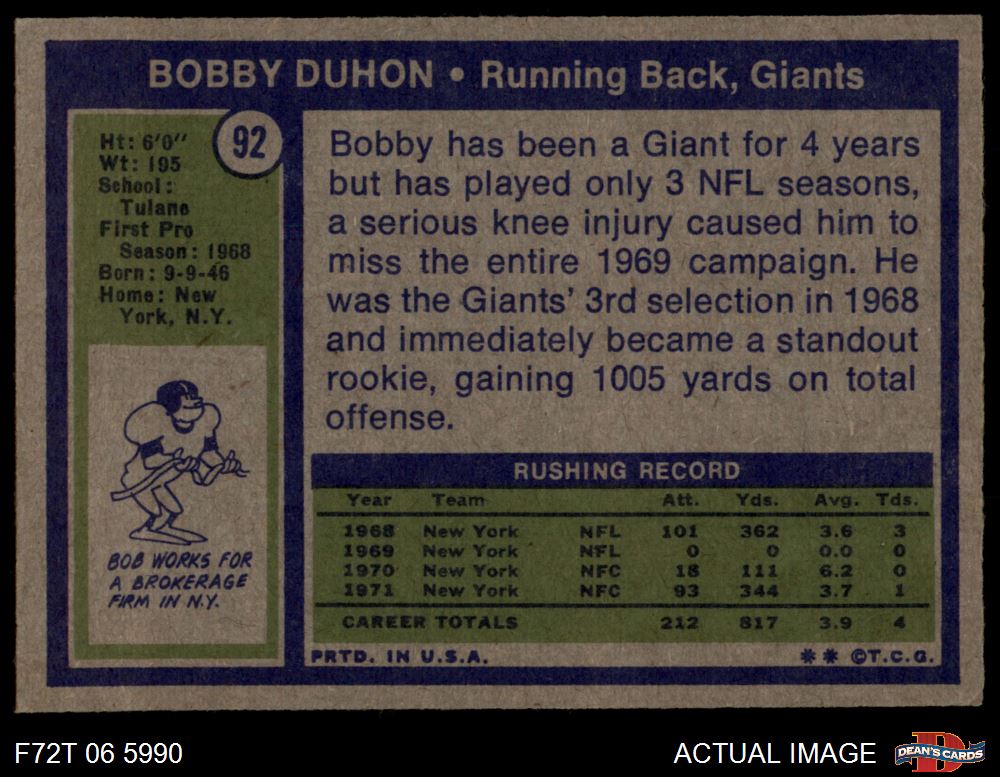 BOBBY DUHON • Running Back, Giants
92
Ht: 6'0"
Wt: 195
School:
Tulane
First Pro
Season: 1968
Born: 9-9-46
Home: New
York, N.Y.
BOB WORKS FOR
A BROKERAGE
FIRM IN N.Y.
Bobby has been a Giant for 4 years
but has played only 3 NFL seasons,
a serious knee injury caused him to
miss the entire 1969 campaign. He
was the Giants' 3rd selection in 1968
and immediately became a standout
rookie, gaining 1005 yards on total
offense.
RUSHING RECORD
Year Team Att. Yds. Avg. Tds.
1968 New York NFL 101 362 3.6 3
1969 New York NFL 0 0 0.0 0
1970 New York NFC 18 111 6.2 0
1971 New York NFC 93 344 3.7 1
CAREER TOTALS 212 817 3.9 4
PRTD. IN U.S.A. ** ©T.C.G.
F72T 06 5990 ACTUAL IMAGE D DEAN'S CARDS